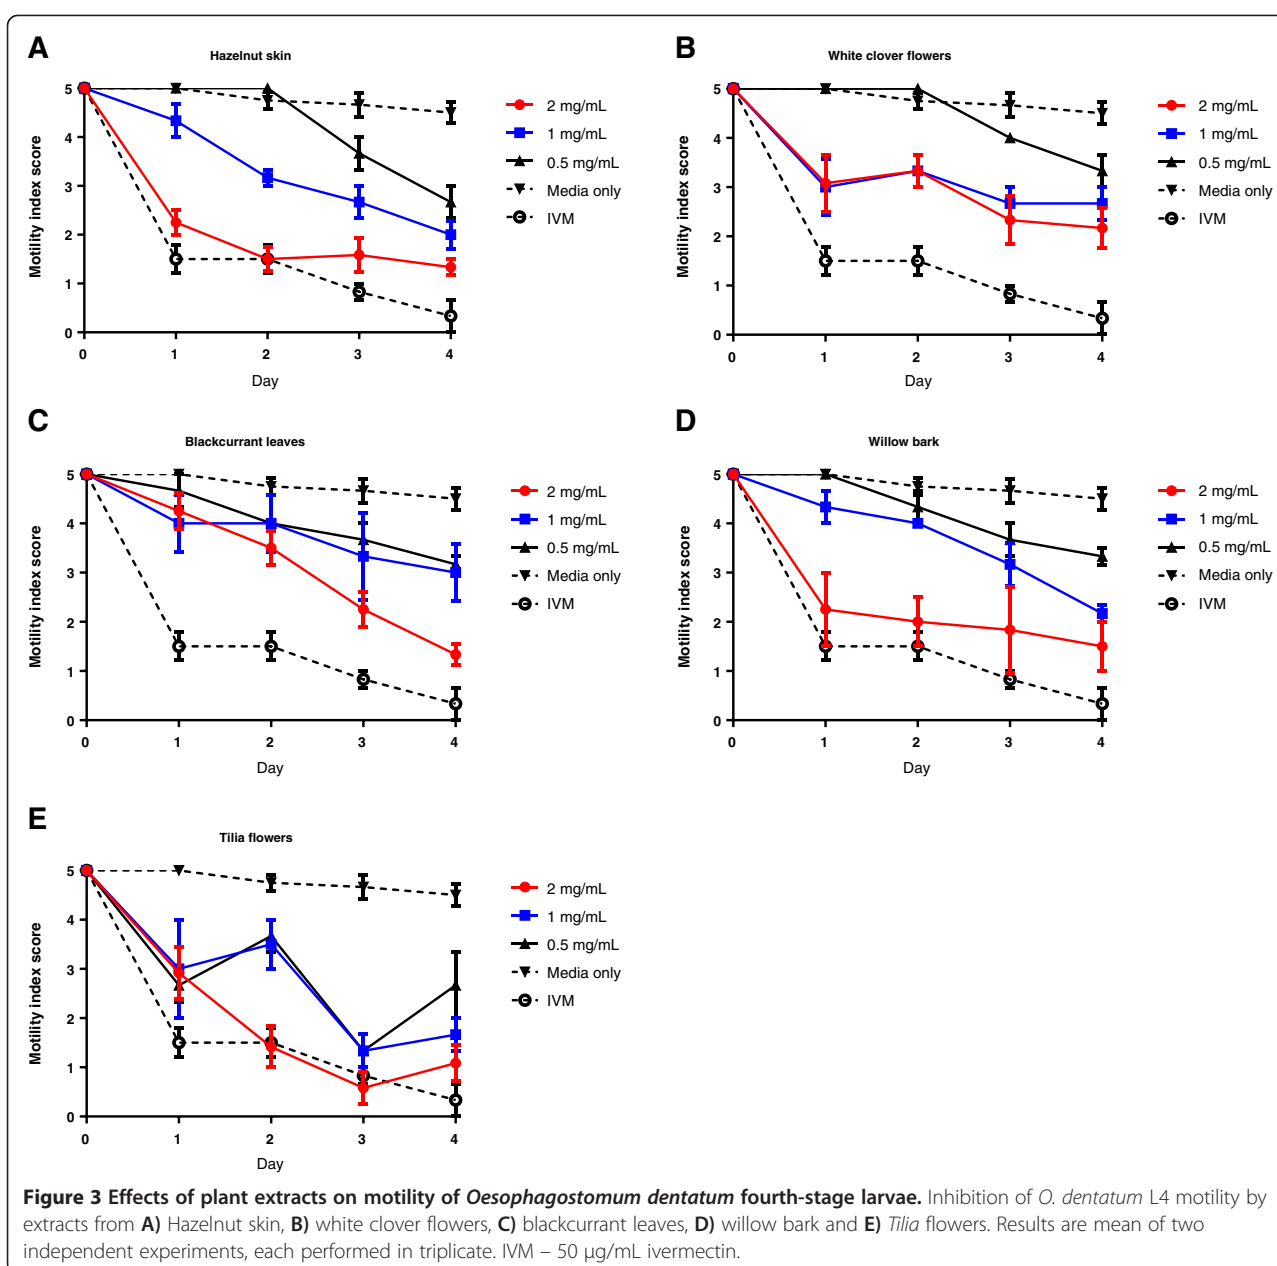 A
Hazelnut skin
Motility index score
5
4
3
2
1
0
0 1 2 3 4
Day
2 mg/mL
1 mg/mL
0.5 mg/mL
Media only
IVM
B
White clover flowers
Motility index score
5
4
3
2
1
0
0 1 2 3 4
Day
2 mg/mL
1 mg/mL
0.5 mg/mL
Media only
IVM
C
Blackcurrant leaves
Motility index score
5
4
3
2
1
0
0 1 2 3 4
Day
2 mg/mL
1 mg/mL
0.5 mg/mL
Media only
IVM
D
Willow bark
Motility index score
5
4
3
2
1
0
0 1 2 3 4
Day
2 mg/mL
1 mg/mL
0.5 mg/mL
Media only
IVM
E
Tilia flowers
Motility index score
5
4
3
2
1
0
0 1 2 3 4
Day
2 mg/mL
1 mg/mL
0.5 mg/mL
Media only
IVM
Figure 3 Effects of plant extracts on motility of Oesophagostomum dentatum fourth-stage larvae. Inhibition of O. dentatum L4 motility by
extracts from A) Hazelnut skin, B) white clover flowers, C) blackcurrant leaves, D) willow bark and E) Tilia flowers. Results are mean of two
independent experiments, each performed in triplicate. IVM – 50 μg/mL ivermectin.